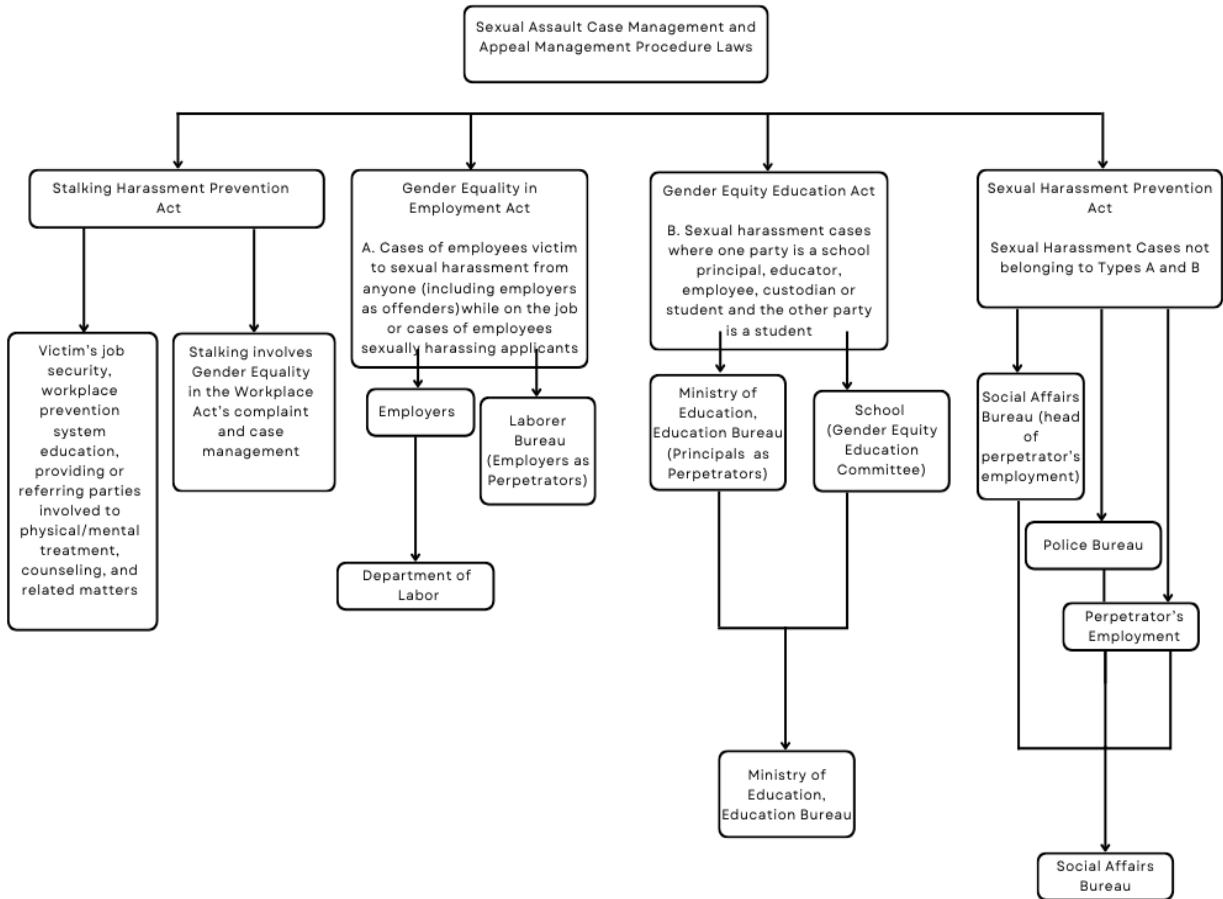 Sexual Assault Case Management and
Appeal Management Procedure Laws
Stalking Harassment Prevention
Act
Gender Equality in
Employment Act
A. Cases of employees victim
to sexual harassment from
anyone (including employers
as offenders)while on the job
or cases of employees
sexually harassing applicants
Gender Equity Education Act
B. Sexual harassment cases
where one party is a school
principal, educator,
employee, custodian or
student and the other party
is a student
Sexual Harassment Prevention
Act
Sexual Harassment Cases not
belonging to Types A and B
Victim's job
security,
workplace
prevention
system
education,
providing or
referring parties
involved to
physical/mental
treatment,
counseling, and
related matters
Stalking involves
Gender Equality
in the Workplace
Act's complaint
and case
management
Employers
Laborer
Bureau
(Employers as
Perpetrators)
Department of
Labor
Ministry of
Education,
Education Bureau
(Principals as
Perpetrators)
School
(Gender Equity
Education
Committee)
Ministry of
Education,
Education Bureau
Social Affairs
Bureau (head of
perpetrator's
employment)
Police Bureau
Perpetrator's
Employment
Social Affairs
Bureau